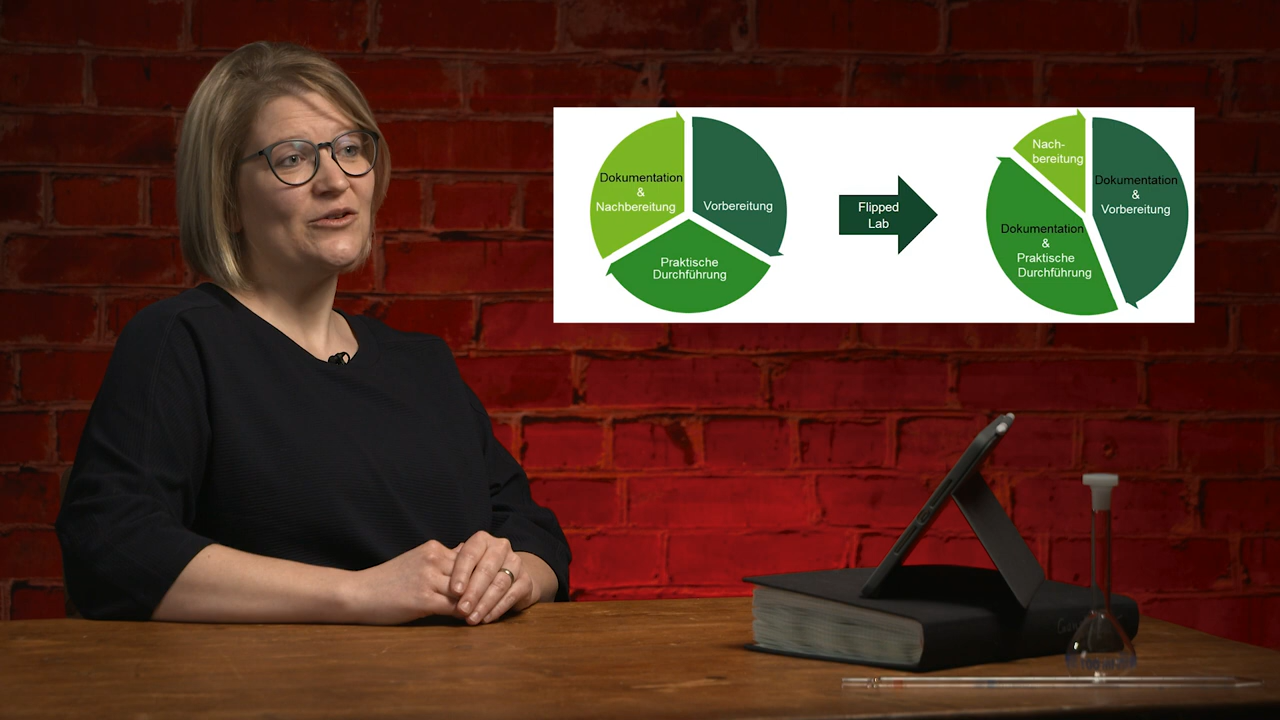 Dokumentation
&
Nachbereitung
Vorbereitung
Praktische
Durchführung
Flipped
Lab
Nach-
bereitung
Dokumentation
&
Vorbereitung
Dokumentation
&
Praktische
Durchführung